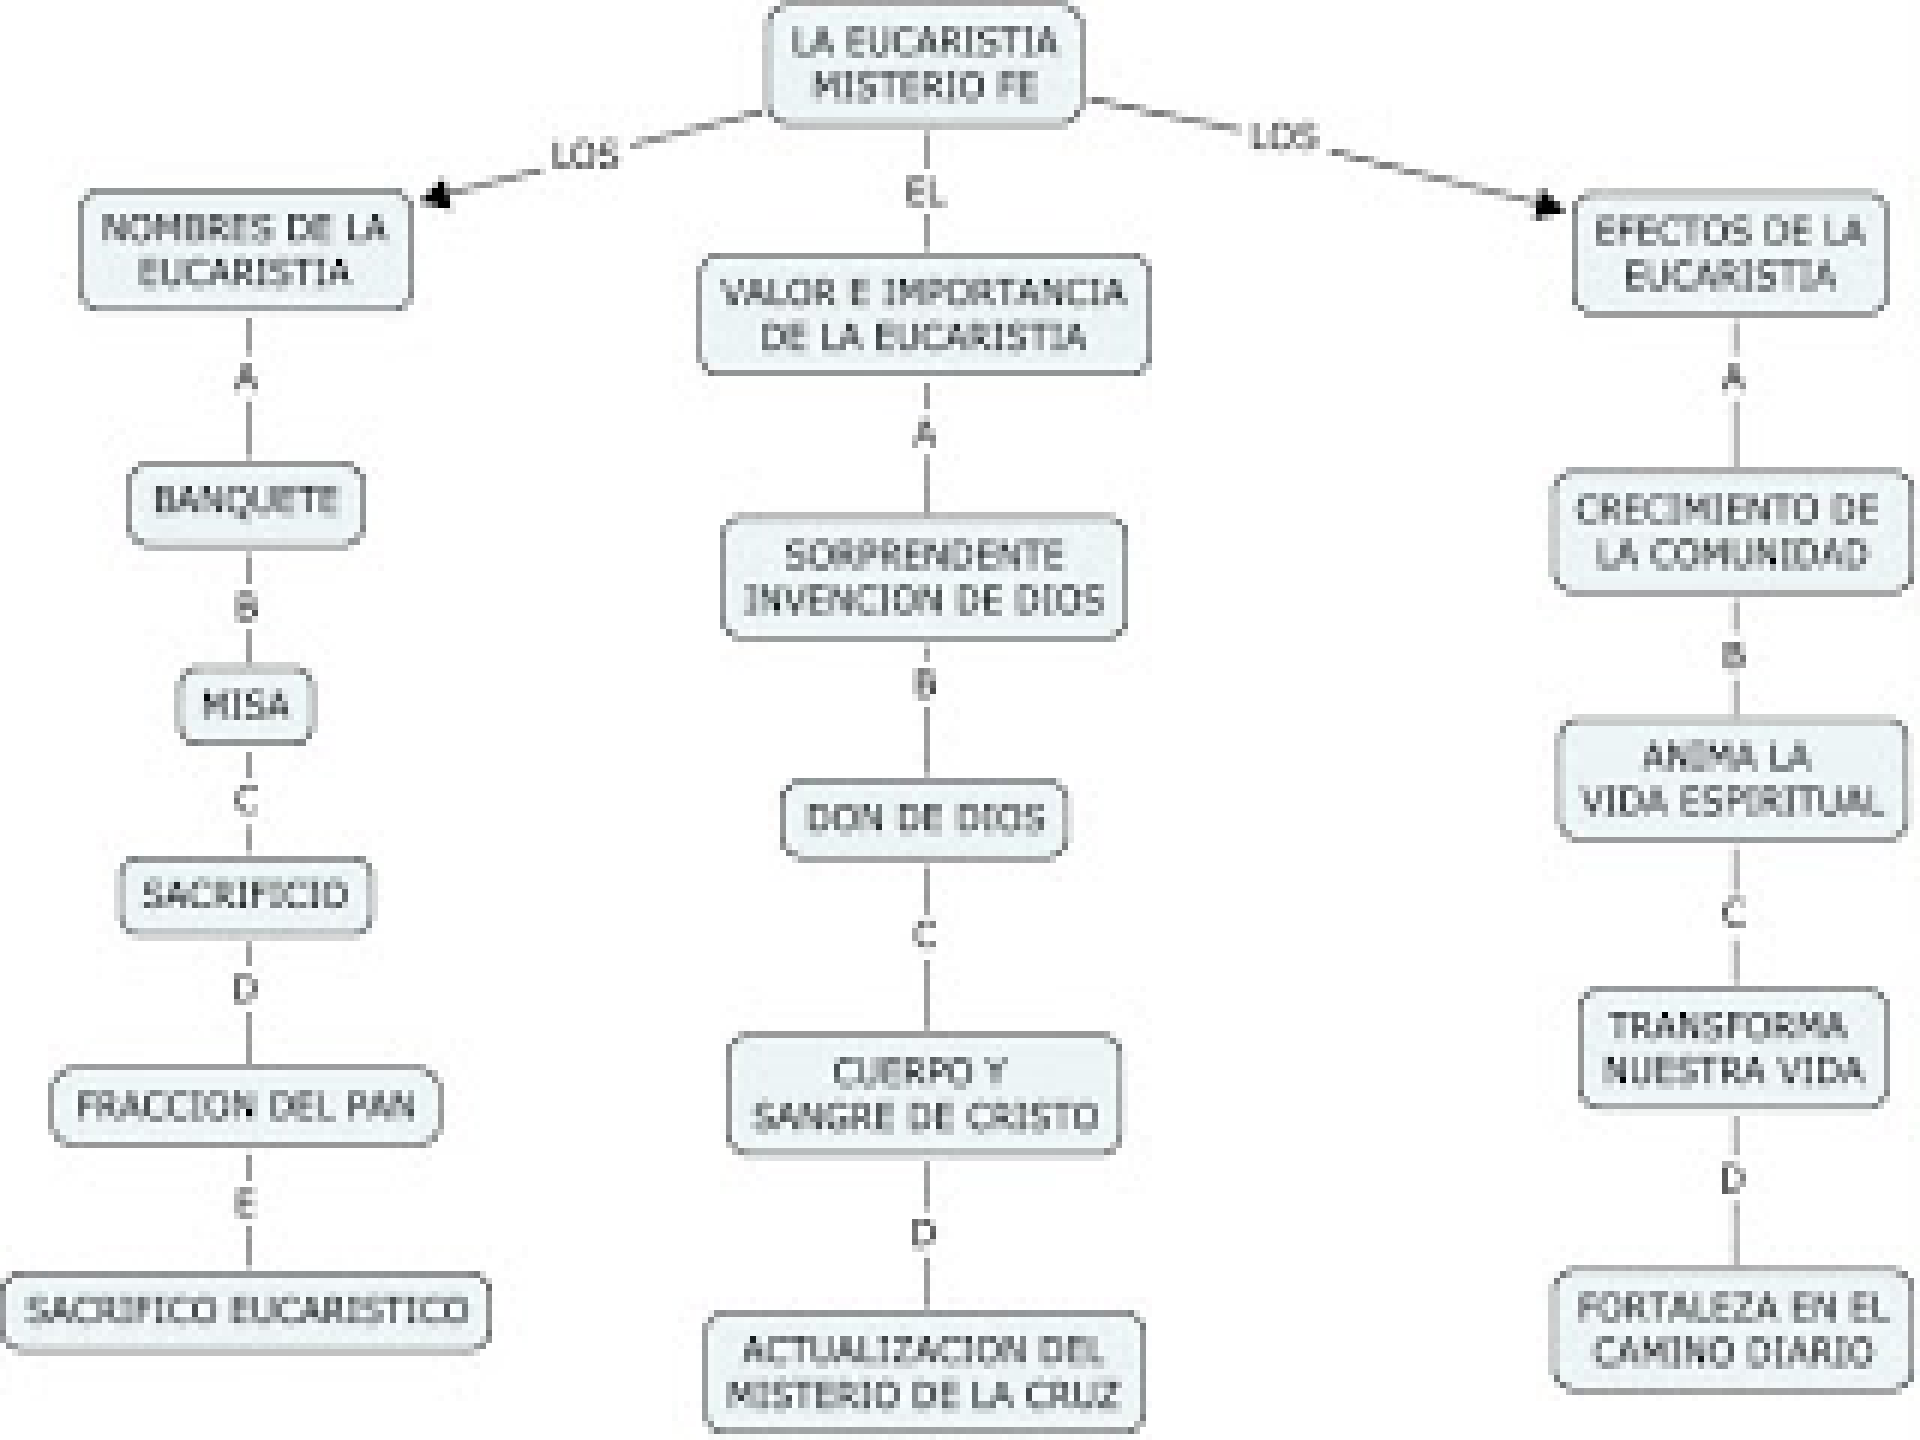 LA EUCARISTIA
MISTERIO FE
LOS
EL
LOS
NOMBRES DE LA
EUCARISTIA
A
BANQUETE
B
MISA
C
SACRIFICIO
D
FRACCION DEL PAN
E
SACRIFICO EUCARISTICO
VALOR E IMPORTANCIA
DE LA EUCARISTIA
A
SORPRENDENTE
INVENCION DE DIOS
B
DON DE DIOS
C
CUERPO Y
SANGRE DE CRISTO
D
ACTUALIZACION DEL
MISTERIO DE LA CRUZ
EFECTOS DE LA
EUCARISTIA
A
CRECIMIENTO DE
LA COMUNIDAD
B
ANIMA LA
VIDA ESPIRITUAL
C
TRANSFORMA
NUESTRA VIDA
D
FORTALEZA EN EL
CAMINO DIARIO